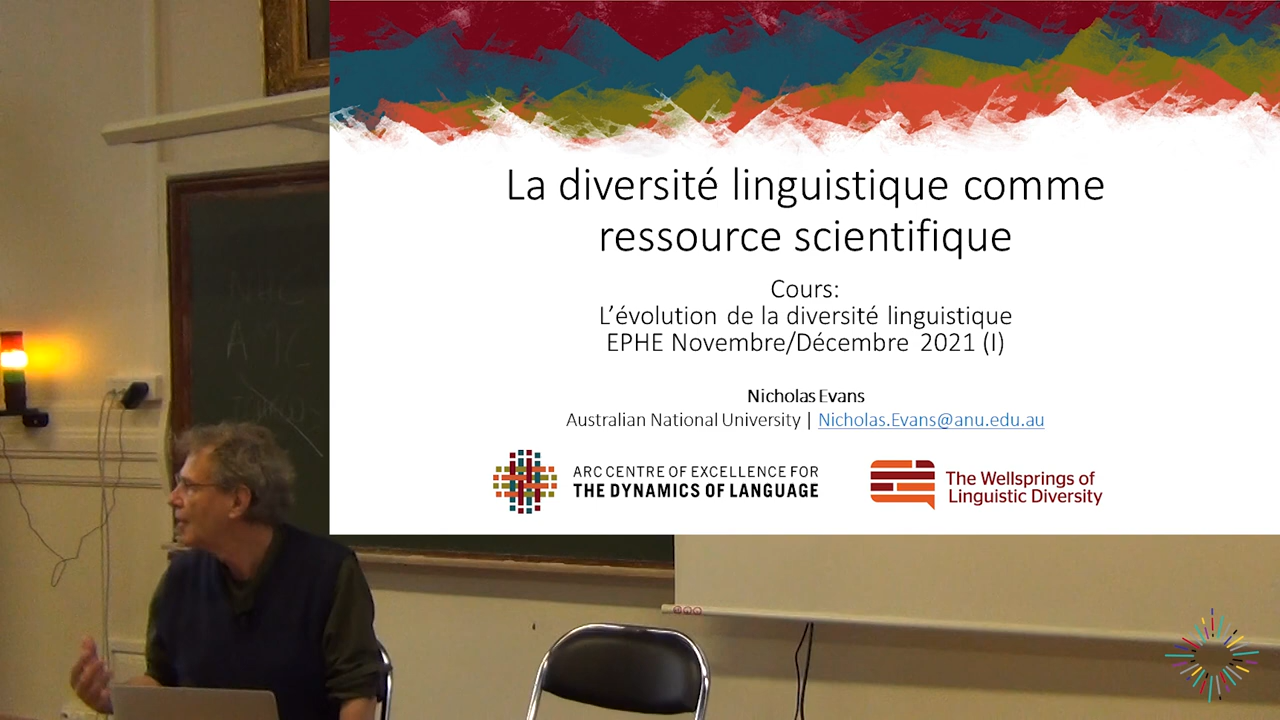 La diversité linguistique comme
ressource scientifique
Cours:
L’évolution de la diversité linguistique
EPHE Novembre/Décembre 2021 (I)
Nicholas Evans
Australian National University | Nicholas.Evans@anu.edu.au
ARC CENTRE OF EXCELLENCE FOR
THE DYNAMICS OF LANGUAGE
The Wellsprings of
Linguistic Diversity